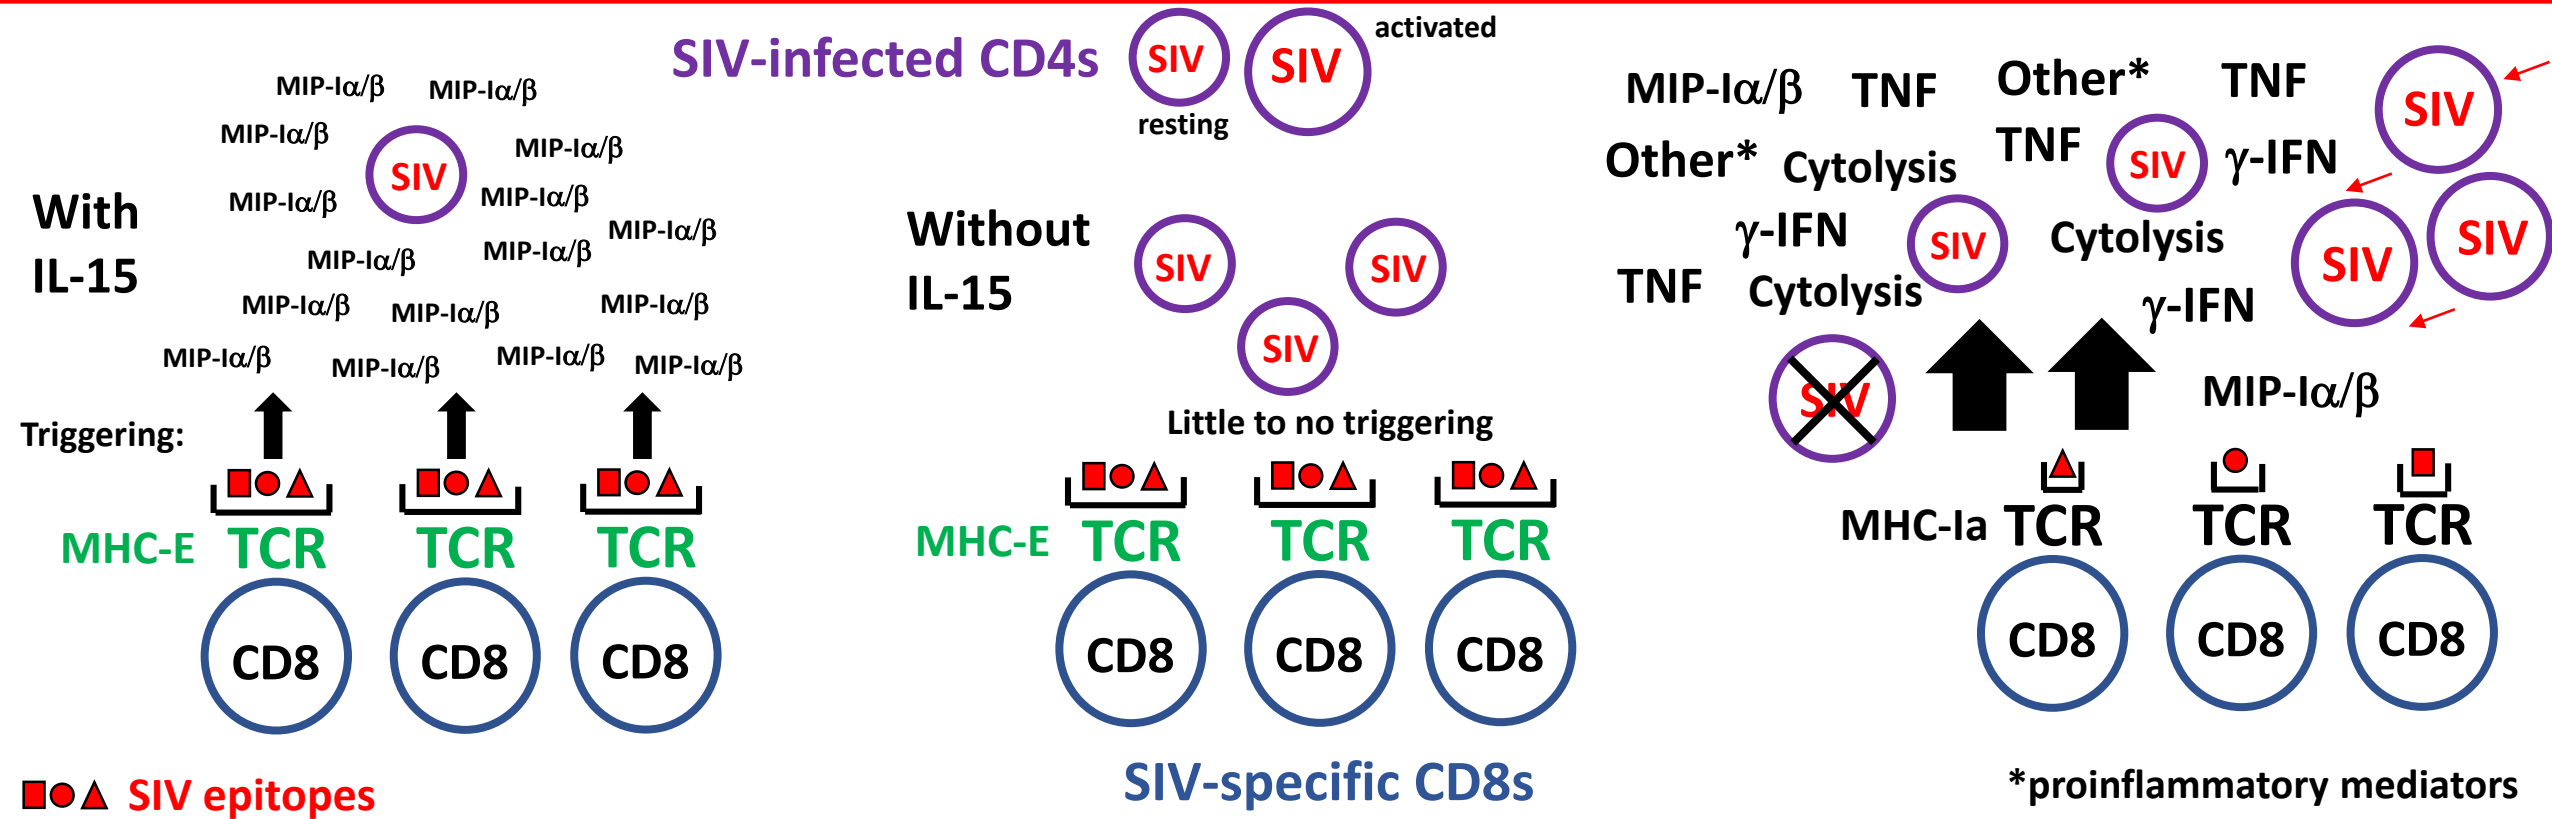 SIV-infected CD4s
SIV
resting
SIV
activated
With
IL-15
MIP-Iα/β MIP-Iα/β
MIP-Iα/β
MIP-Iα/β
SIV
MIP-Iα/β MIP-Iα/β
MIP-Iα/β
MIP-Iα/β MIP-Iα/β
MIP-Iα/β MIP-Iα/β MIP-Iα/β
MIP-Iα/β MIP-Iα/β MIP-Iα/β MIP-Iα/β
Triggering:
MHC-E TCR TCR TCR
CD8 CD8 CD8
SIV epitopes
Without
IL-15
SIV SIV
SIV
Little to no triggering
MHC-E TCR TCR TCR
CD8 CD8 CD8
SIV-specific CD8s
MIP-Iα/β TNF Other* TNF
SIV
Other* Cytolysis TNF SIV γ-IFN
γ-IFN SIV Cytolysis SIV SIV
TNF Cytolysis γ-IFN
SIV MIP-Iα/β
MHC-Ia TCR TCR TCR
CD8 CD8 CD8
*proinflammatory mediators